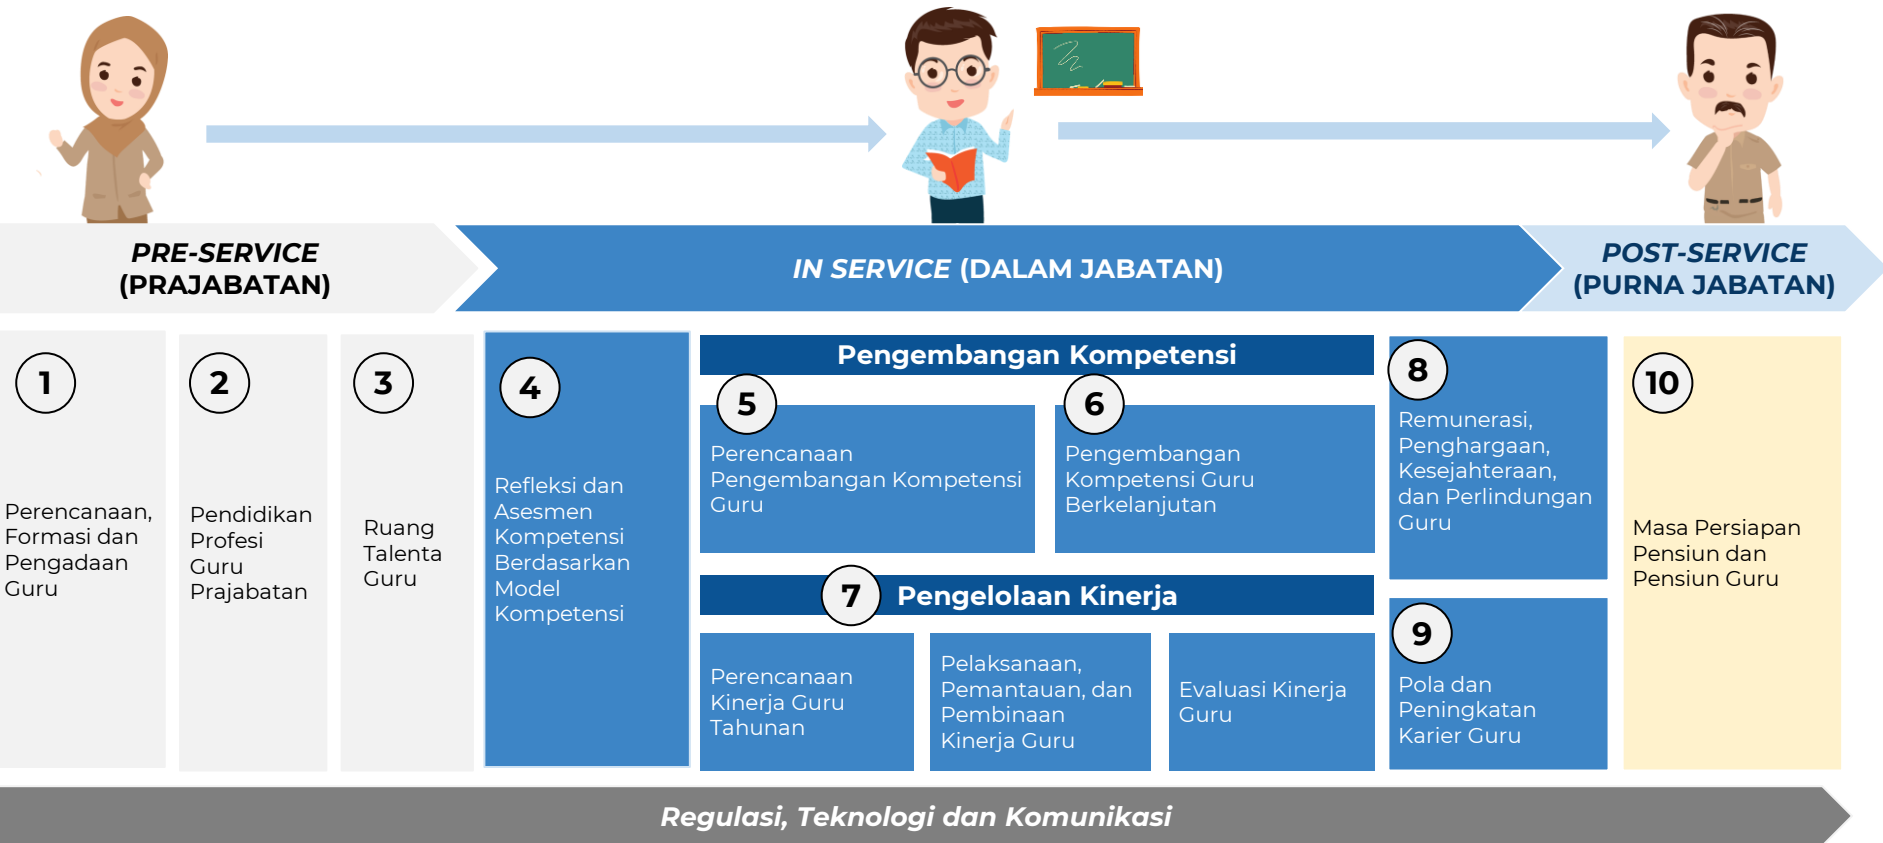 PRE-SERVICE
(PRAJABATAN)
IN SERVICE (DALAM JABATAN)
POST-SERVICE
(PURNA JABATAN)
1
Perencanaan,
Formasi dan
Pengadaan
Guru
2
Pendidikan
Profesi
Guru
Prajabatan
3
Ruang
Talenta
Guru
4
Refleksi dan
Asesmen
Kompetensi
Berdasarkan
Model
Kompetensi
Pengembangan Kompetensi
5
Perencanaan
Pengembangan Kompetensi
Guru
6
Pengembangan
Kompetensi Guru
Berkelanjutan
7 Pengelolaan Kinerja
Perencanaan
Kinerja Guru
Tahunan
Pelaksanaan,
Pemantauan, dan
Pembinaan
Kinerja Guru
Evaluasi Kinerja
Guru
8
Remunerasi,
Penghargaan,
Kesejahteraan,
dan Perlindungan
Guru
9
Pola dan
Peningkatan
Karier Guru
10
Masa Persiapan
Pensiun dan
Pensiun Guru
Regulasi, Teknologi dan Komunikasi